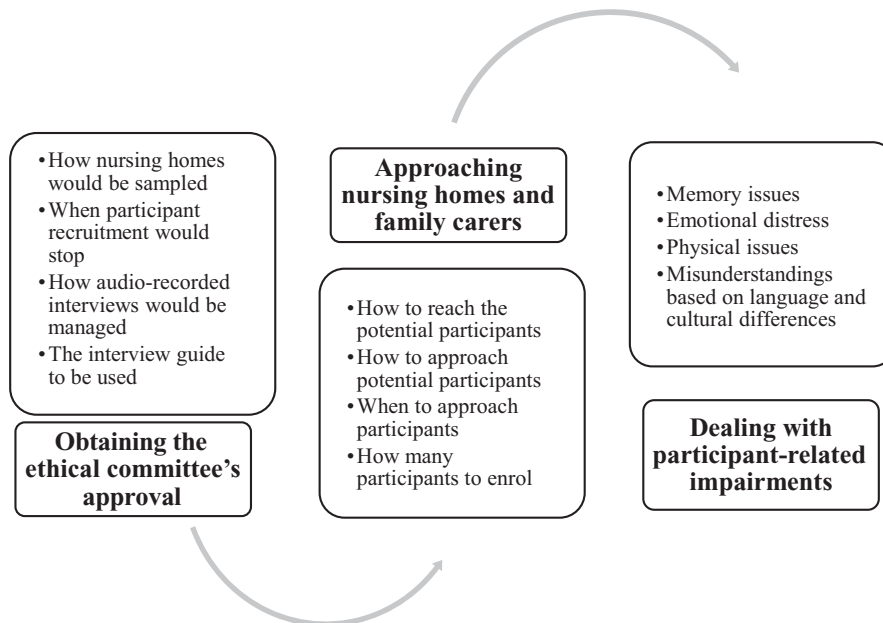 •How nursing homes
would be sampled
•When participant
recruitment would
stop
•How audio-recorded
interviews would be
managed
•The interview guide
to be used
Obtaining the
ethical committee’s
approval
Approaching
nursing homes and
family carers
•How to reach the
potential participants
•How to approach
potential participants
•When to approach
participants
•How many
participants to enrol
•Memory issues
•Emotional distress
•Physical issues
•Misunderstandings
based on language and
cultural differences
Dealing with
participant-related
impairments